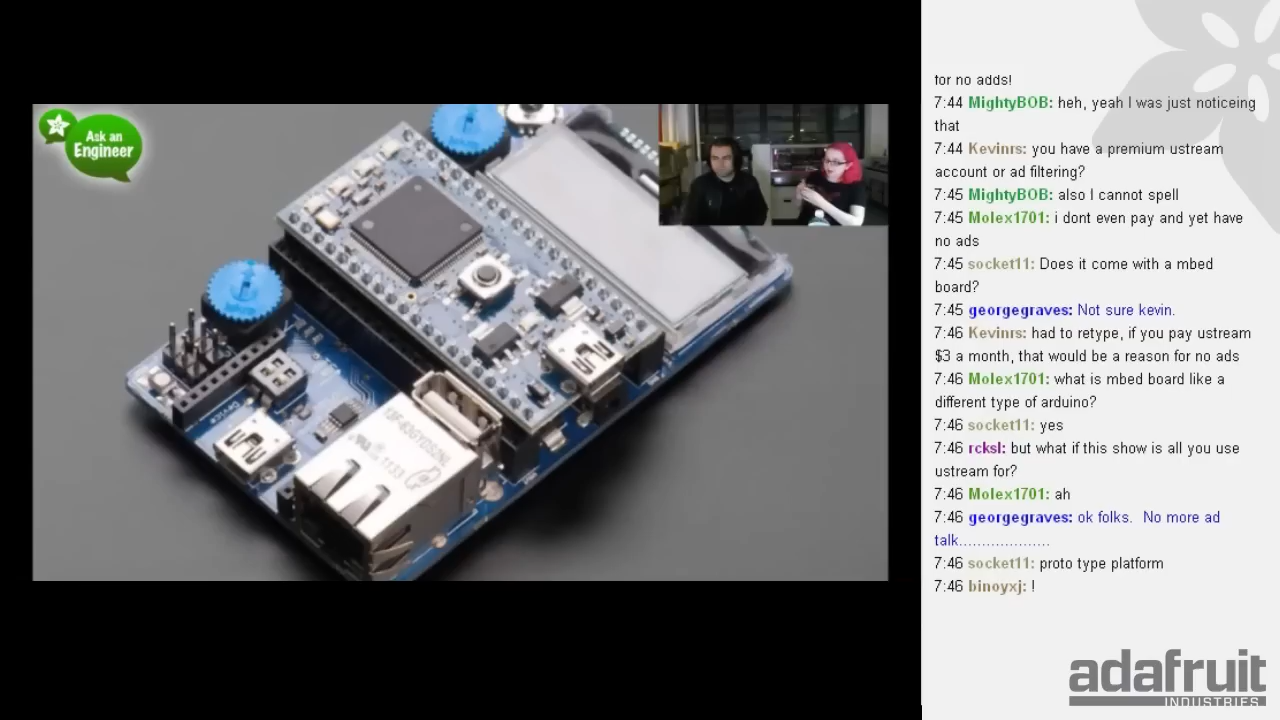 Ask an
Engineer
Device
1133
for no adds!
7:44 MightyBOB: heh, yeah I was just noticeing
that
7:44 Kevinrs: you have a premium ustream
account or ad filtering?
7:45 MightyBOB: also I cannot spell
7:45 Molex1701: i dont even pay and yet have
no ads
7:45 socket11: Does it come with a mbed
board?
7:45 georgegraves: Not sure kevin.
7:46 Kevinrs: had to retype, if you pay ustream
$3 a month, that would be a reason for no ads
7:46 Molex1701: what is mbed board like a
different type of arduino?
7:46 socket11: yes
7:46 rcksl: but what if this show is all you use
ustream for?
7:46 Molex1701: ah
7:46 georgegraves: ok folks.  No more ad
talk....................
7:46 socket11: proto type platform
7:46 binoyxj: !
adafruit
INDUSTRIES